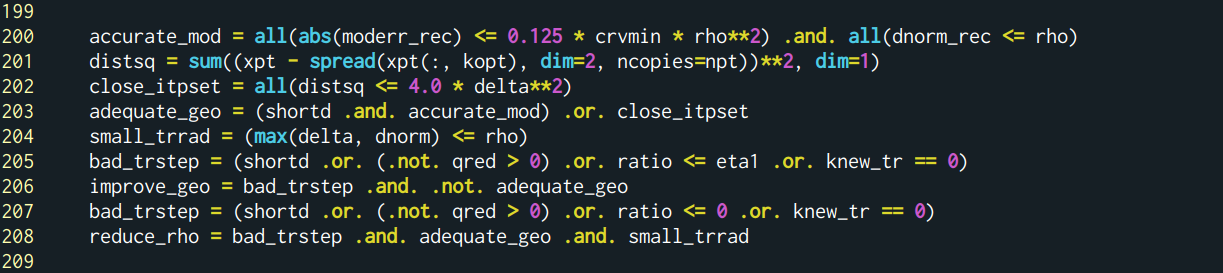 199
200 accurate_mod = all(abs(moderr_rec) <= 0.125 * crvmin * rho**2) .and. all(dnorm_rec <= rho)
201 distsq = sum((xpt - spread(xpt(:, kopt), dim=2, ncopies=npt))**2, dim=1)
202 close_itpset = all(distsq <= 4.0 * delta**2)
203 adequate_geo = (shortd .and. accurate_mod) .or. close_itpset
204 small_trrad = (max(delta, dnorm) <= rho)
205 bad_trstep = (shortd .or. (.not. qred > 0) .or. ratio <= eta1 .or. knew_tr == 0)
206 improve_geo = bad_trstep .and. .not. adequate_geo
207 bad_trstep = (shortd .or. (.not. qred > 0) .or. ratio <= 0 .or. knew_tr == 0)
208 reduce_rho = bad_trstep .and. adequate_geo .and. small_trrad
209